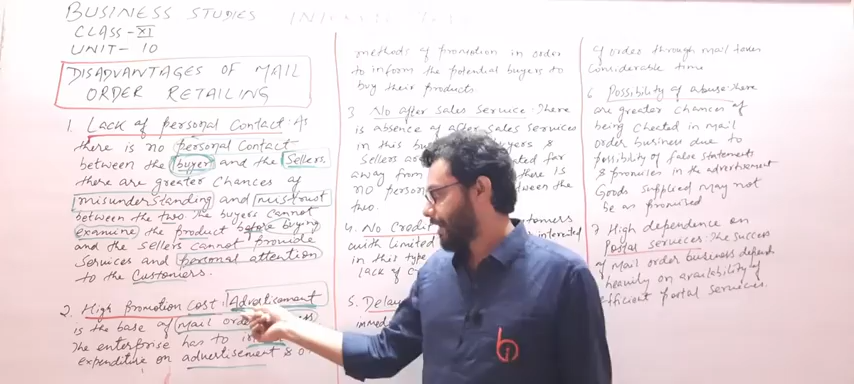 BUSINESS STUDIES
CLASS-XI
UNIT-10
DISADVANTAGES OF MAIL
ORDER RETAILING
1. Lack of personal contact: As
there is no personal contact
between the buyer and the Sellers.
there are greater chances of
misunderstanding and mistrust
between the two. The buyers cannot
examine the product before buying
and the sellers cannot provide
Services and personal attention
to the Customers.
2. High promotion cost: Advertisement
is the base of Mail
The enterprise has to
expenditure on advertisement &
methods of promotion in order
to inform the potential buyers to
buy their products
3 No after sales service: There
is absence of after sales services
in this buyers &
Sellers far
away from there is
no person between the
two.
4. No Credit customers
with limited interested
in this type
lack of
5. Delay
of order through mail takes
considerable time
6 Possibility of abuse: there
are greater chances of
being cheated in mail
order business due to
possibility of false statements
& promises in the advertisement
Goods supplied may not
be as promised
7 High dependence on
Postal services: The success
of mail order business depend
heavily on availability of
efficient postal services.